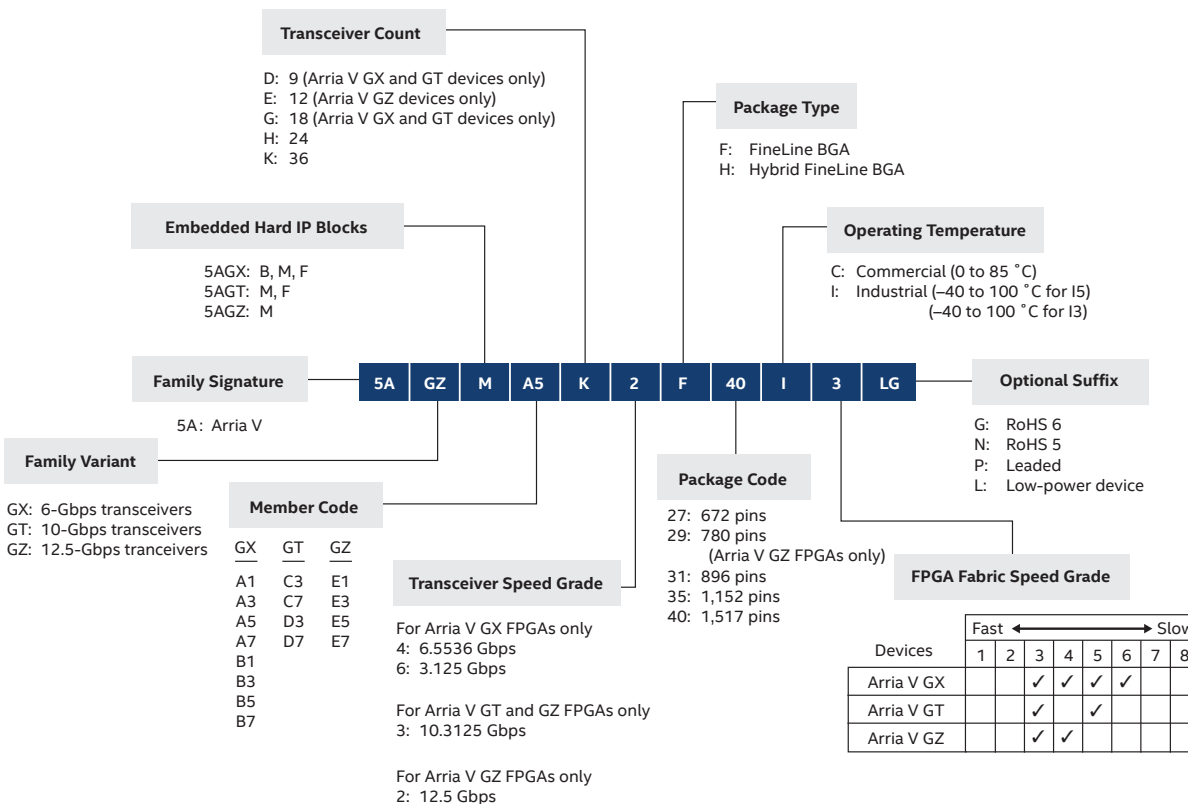 Transceiver Count
D: 9 (Arria V GX and GT devices only)
E: 12 (Arria V GZ devices only)
G: 18 (Arria V GX and GT devices only)
H: 24
K: 36
Package Type
F: FineLine BGA
H: Hybrid FineLine BGA
Embedded Hard IP Blocks
5AGX: B, M, F
5AGT: M, F
5AGZ: M
Operating Temperature
C: Commercial (0 to 85 °C)
I: Industrial (–40 to 100 °C for I5)
(–40 to 100 °C for I3)
Family Signature
5A: Arria V
5A GZ M A5 K 2 F 40 I 3 LG
Optional Suffix
G: RoHS 6
N: RoHS 5
P: Leaded
L: Low-power device
Family Variant
GX: 6-Gbps transceivers
GT: 10-Gbps transceivers
GZ: 12.5-Gbps tranceivers
Member Code
GX GT GZ
A1 C3 E1
A3 C7 E3
A5 D3 E5
A7 D7 E7
B1
B3
B5
B7
Transceiver Speed Grade
For Arria V GX FPGAs only
4: 6.5536 Gbps
6: 3.125 Gbps
For Arria V GT and GZ FPGAs only
3: 10.3125 Gbps
For Arria V GZ FPGAs only
2: 12.5 Gbps
Package Code
27: 672 pins
29: 780 pins
(Arria V GZ FPGAs only)
31: 896 pins
35: 1,152 pins
40: 1,517 pins
FPGA Fabric Speed Grade
Fast Slow
Devices 1 2 3 4 5 6 7 8
Arria V GX ✓ ✓ ✓ ✓
Arria V GT ✓ ✓
Arria V GZ ✓ ✓